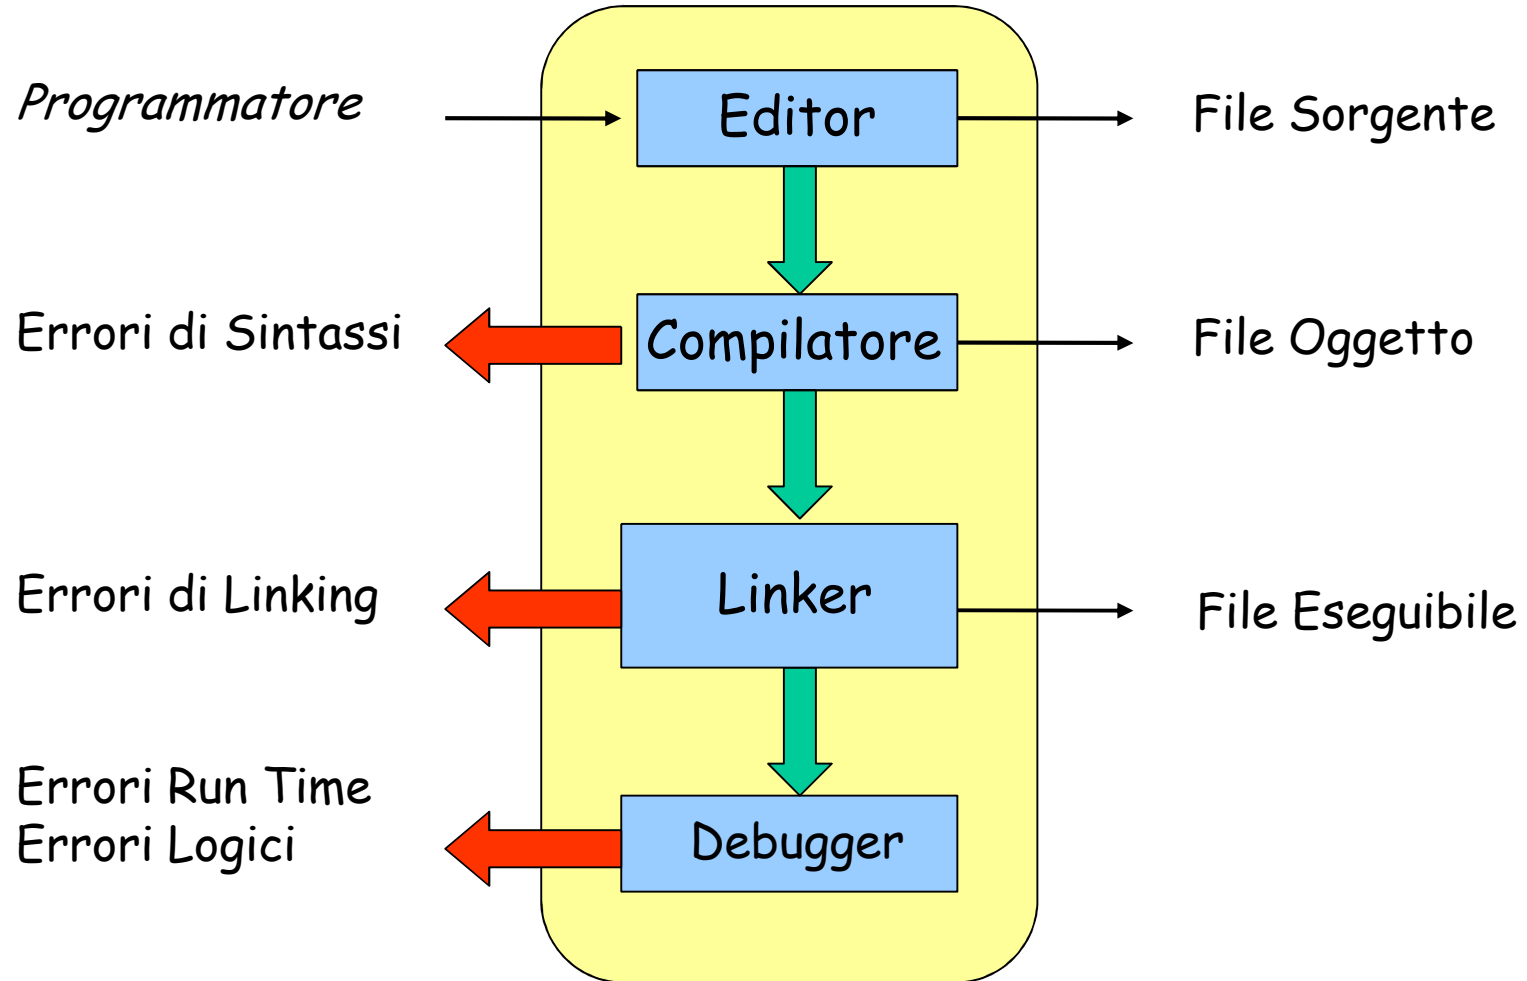 Programmatore
Editor
File Sorgente
Errori di Sintassi
Compilatore
File Oggetto
Errori di Linking
Linker
File Eseguibile
Errori Run Time
Errori Logici
Debugger